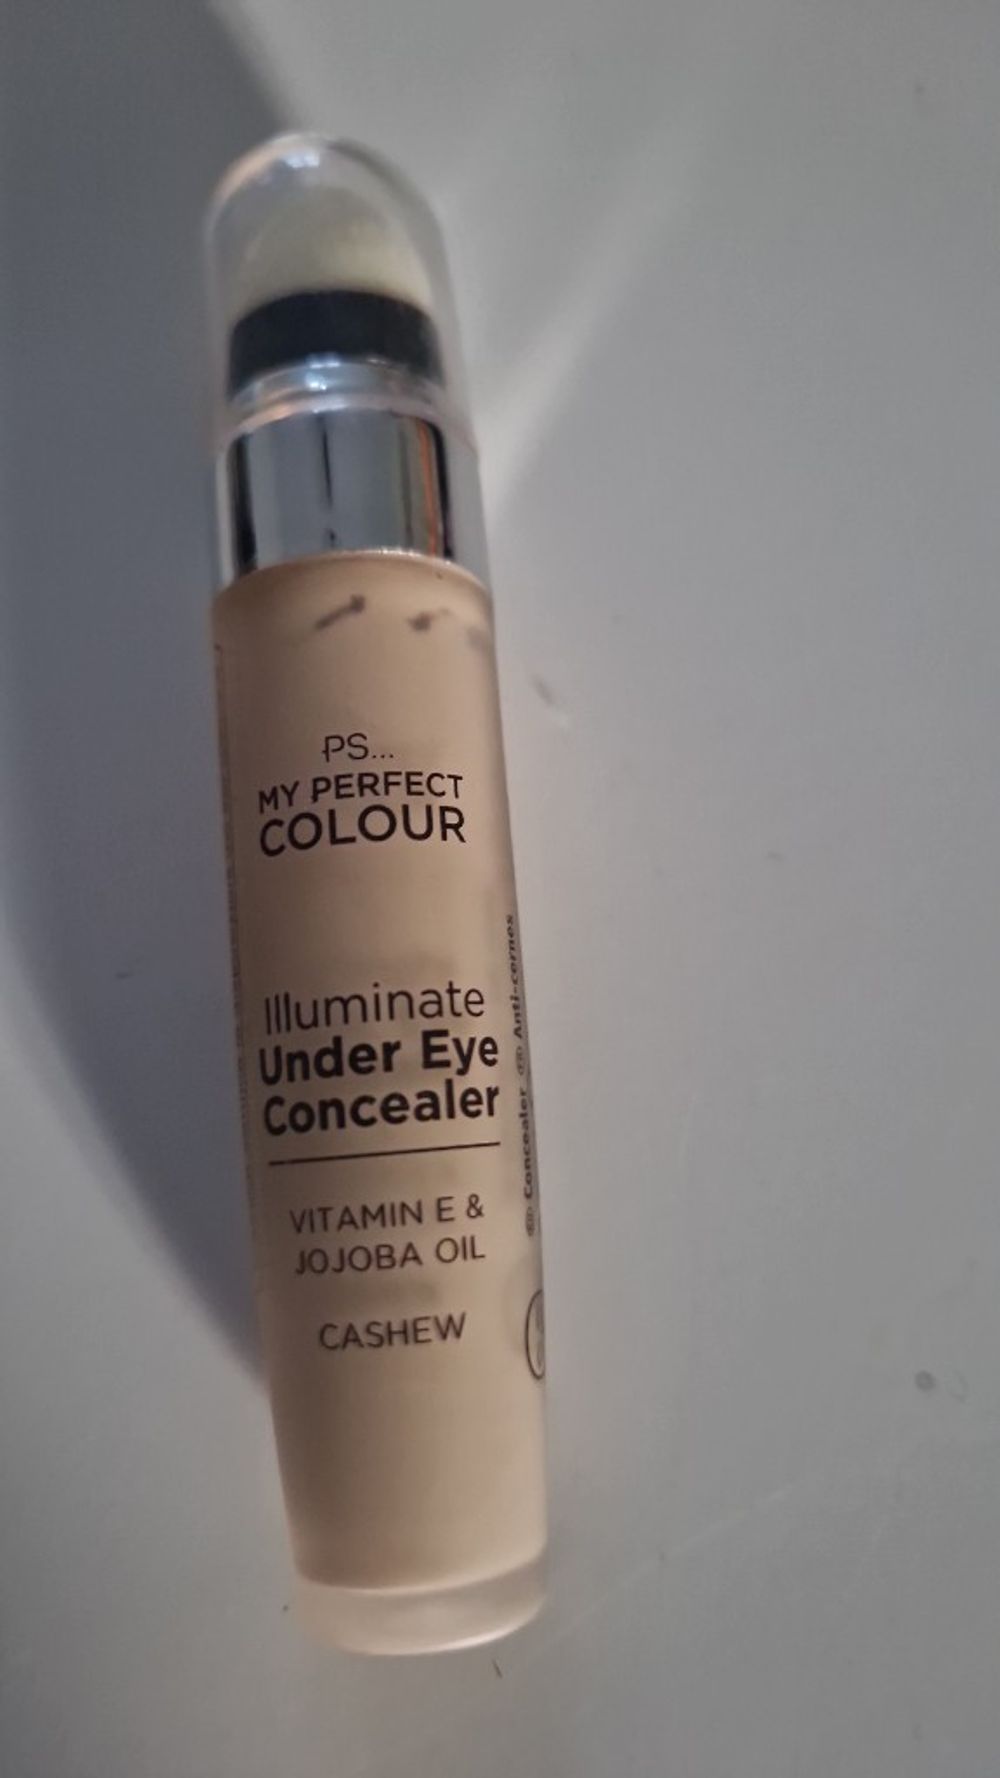 PS...
MY PERFECT
COLOUR
Illuminate
Under Eye
Concealer
VITAMIN E &
JOJOBA OIL
CASHEW
Concealer Anti-cernes